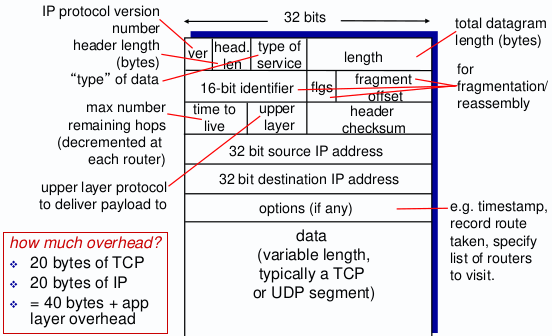 32 bits
IP protocol version
number
header length
(bytes)
"type" of data
max number
remaining hops
(decremented at
each router)
upper layer protocol
to deliver payload to
ver
head.
len
type of
service
length
16-bit identifier
flgs
fragment
offset
time to
live
upper
layer
header
checksum
32 bit source IP address
32 bit destination IP address
options (if any)
data
(variable length,
typically a TCP
or UDP segment)
total datagram
length (bytes)
for
fragmentation/
reassembly
e.g. timestamp,
record route
taken, specify
list of routers
to visit.
how much overhead?
20 bytes of TCP
20 bytes of IP
= 40 bytes + app
layer overhead